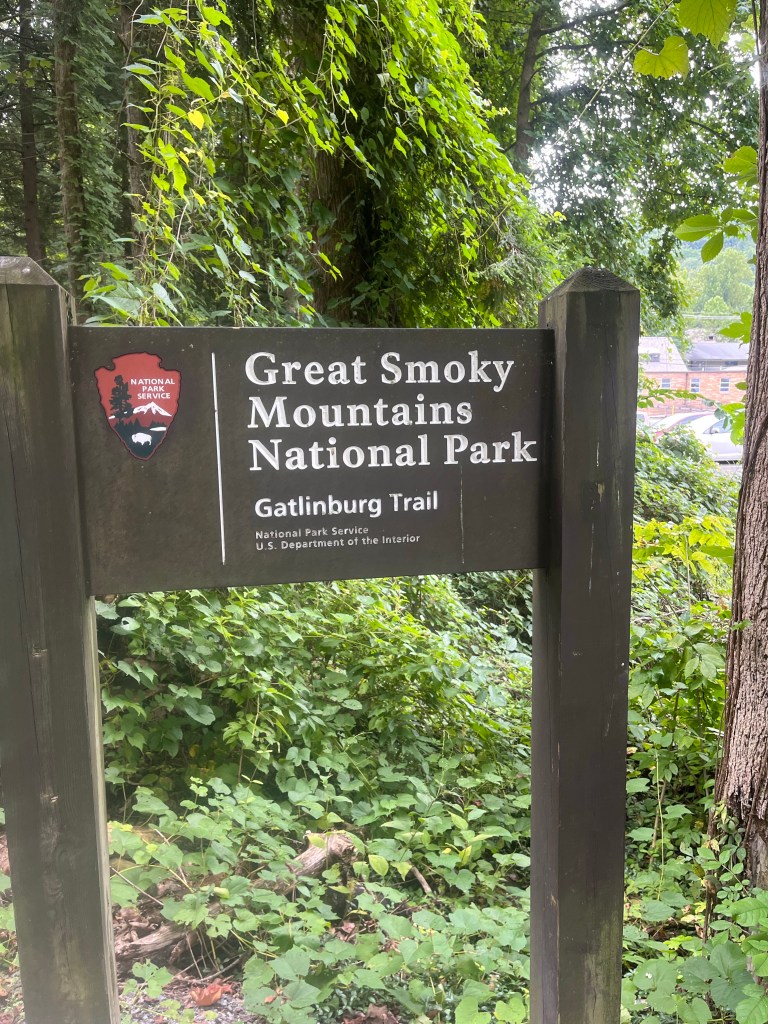 NATIONAL
PARK
SERVICE
Great Smoky
Mountains
National Park
Gatlinburg Trail
National Park Service
U.S. Department of the Interior